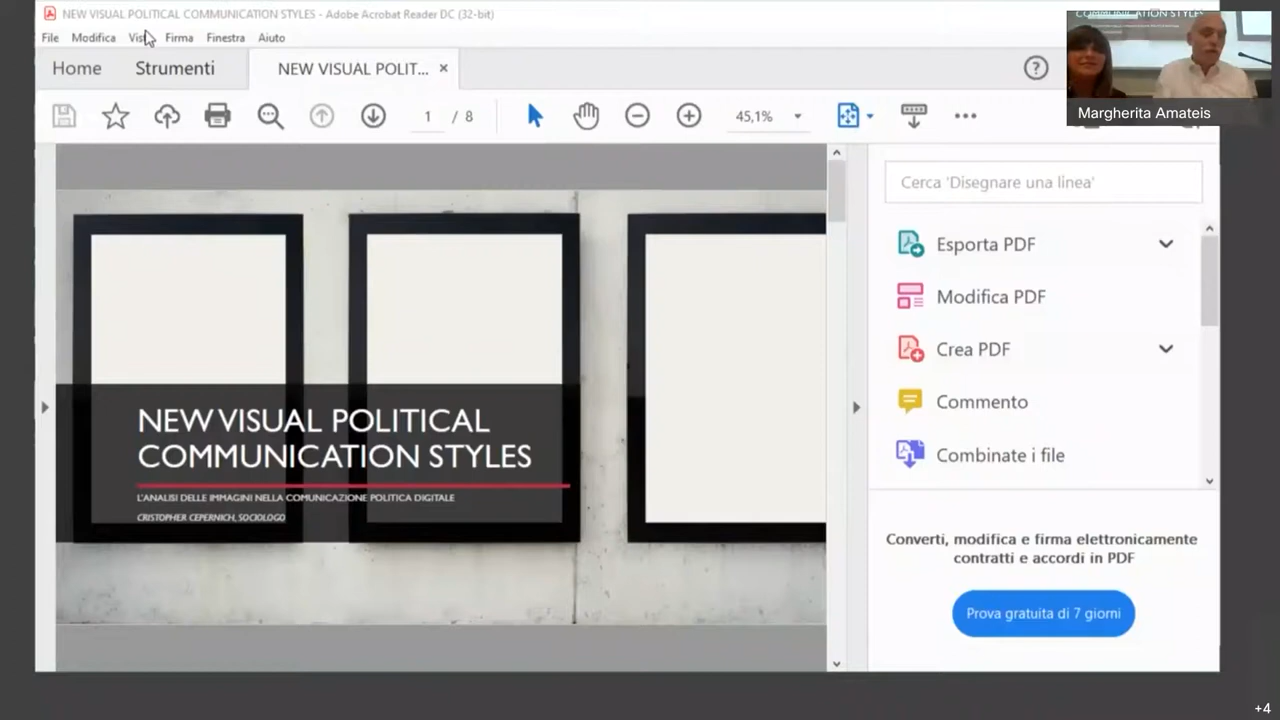 NEW VISUAL POLITICAL COMMUNICATION STYLES - Adobe Acrobat Reader DC (32-bit)
File Modifica Vis Firma Finestra Aiuto
Home Strumenti NEW VISUAL POLIT... ×
1 / 8 45,1%
COMMUNICATION STYLES
Margherita Amateis
Cerca 'Disegnare una linea'
Esporta PDF
Modifica PDF
Crea PDF
Commento
Combinate i file
Converti, modifica e firma elettronicamente
contratti e accordi in PDF
Prova gratuita di 7 giorni
NEW VISUAL POLITICAL
COMMUNICATION STYLES
L'ANALISI DELLE IMMAGINI NELLA COMUNICAZIONE POLITICA DIGITALE
CRISTOPHER CEPERNICH, SOCIOLOGO
+4